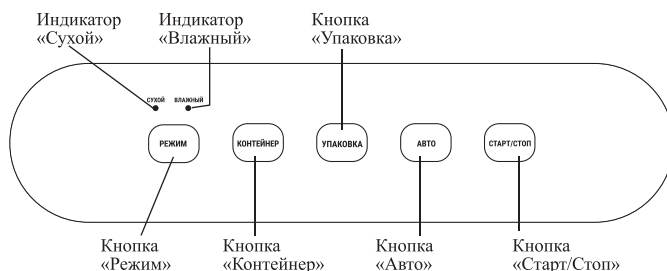 Индикатор
«Сухой»
Индикатор
«Влажный»
Кнопка
«Упаковка»
СУХОЙ
ВЛАЖНЫЙ
РЕЖИМ
КОНТЕЙНЕР
УПАКОВКА
АВТО
СТАРТ/СТОП
Кнопка
«Режим»
Кнопка
«Контейнер»
Кнопка
«Авто»
Кнопка
«Старт/Стоп»